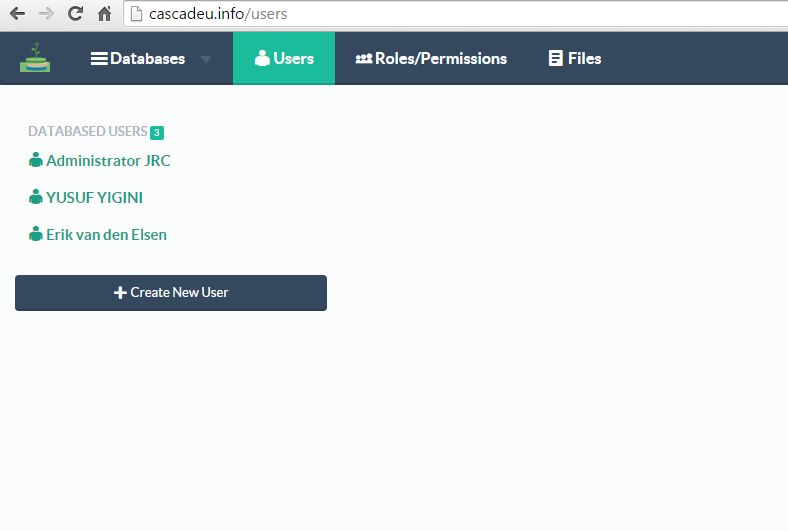 cascadeu.info/users
Databases Users Roles/Permissions Files
DATABASED USERS 3
Administrator JRC
YUSUF YIGINI
Erik van den Elsen
Create New User